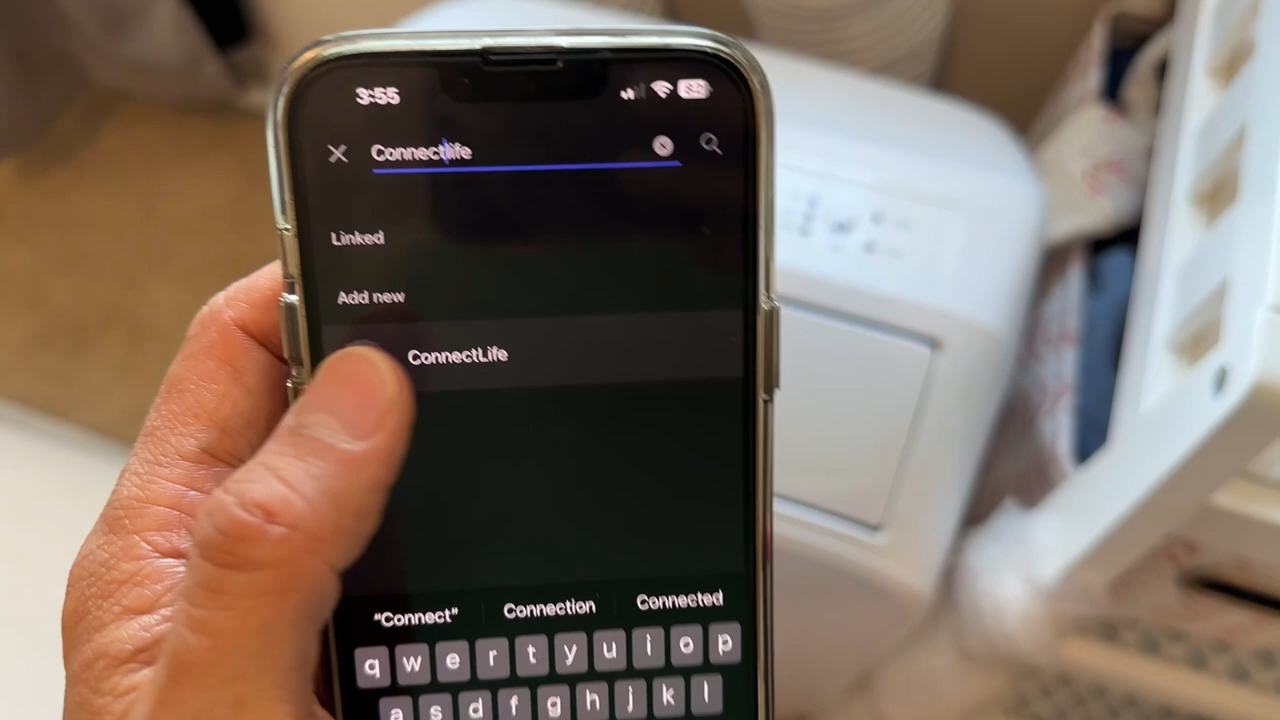 3:55
Connectlife
Linked
Add new
ConnectLife
“Connect” Connection Connected
q w e r t y u i o p
a s d f g h j k l